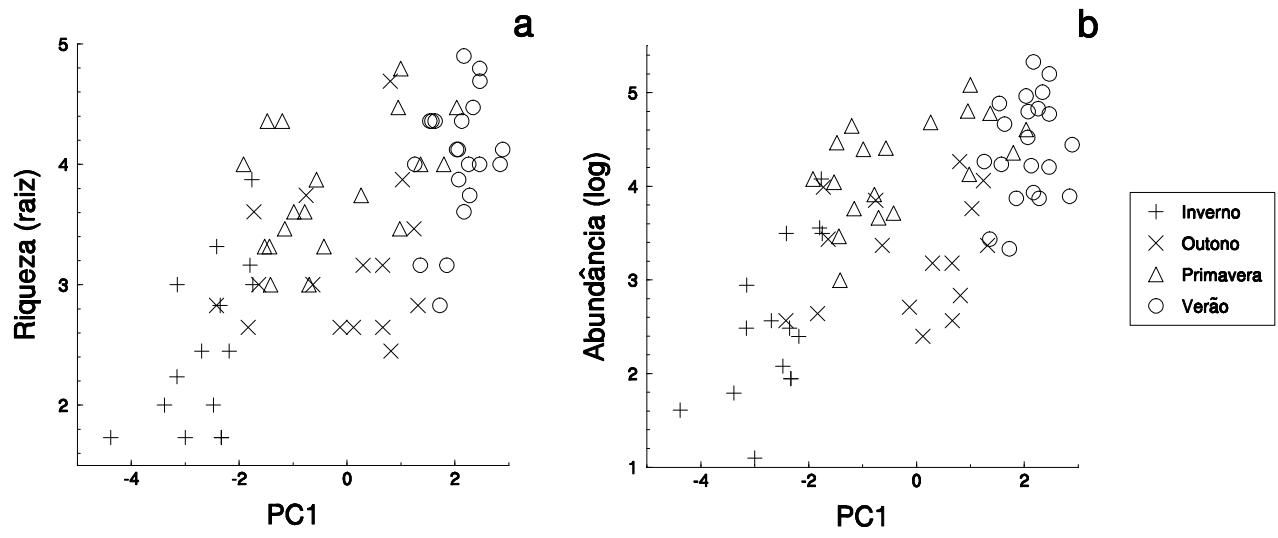 a
b
Riqueza (raiz)
5
4
3
2
-4 -2 0 2
PC1
Abundância (log)
5
4
3
2
1
-4 -2 0 2
PC1
Inverno
Outono
Primavera
Verão